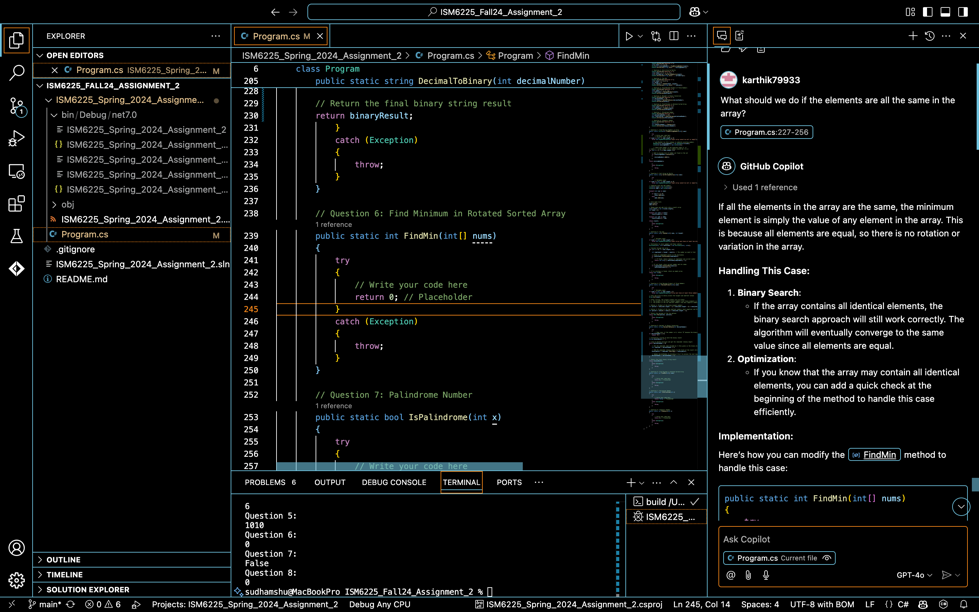 ISM6225_Fall24_Assignment_2
EXPLORER
OPEN EDITORS
Program.cs ISM6225_Spring_2... M
ISM6225_FALL24_ASSIGNMENT_2
ISM6225_Spring_2024_Assignme...
bin/Debug/net7.0
ISM6225_Spring_2024_Assignment_2
{} ISM6225_Spring_2024_Assignment_...
ISM6225_Spring_2024_Assignment_...
ISM6225_Spring_2024_Assignment_...
{} ISM6225_Spring_2024_Assignment_...
obj
ISM6225_Spring_2024_Assignment_2....
Program.cs M
.gitignore
ISM6225_Spring_2024_Assignment_2.sln
README.md
OUTLINE
TIMELINE
SOLUTION EXPLORER
Program.cs M
ISM6225_Spring_2024_Assignment_2 > Program.cs > Program > FindMin
6 class Program
205 public static string DecimalToBinary(int decimalNumber)
228
229 // Return the final binary string result
230 return binaryResult;
231 }
232 catch (Exception)
233 {
234 throw;
235 }
236 }
237
238 // Question 6: Find Minimum in Rotated Sorted Array
1 reference
239 public static int FindMin(int[] nums)
240 {
241 try
242 {
243 // Write your code here
244 return 0; // Placeholder
245 }
246 catch (Exception)
247 {
248 throw;
249 }
250 }
251
252 // Question 7: Palindrome Number
1 reference
253 public static bool IsPalindrome(int x)
254 {
255 try
256 {
257 // Write your code here
PROBLEMS 6 OUTPUT DEBUG CONSOLE TERMINAL PORTS
6
Question 5:
1010
Question 6:
0
Question 7:
False
Question 8:
0
sudhamshu@MacBookPro ISM6225_Fall24_Assignment_2 %
build /U...
ISM6225_...
karthik79933
What should we do if the elements are all the same in the
array?
Program.cs:227-256
GitHub Copilot
Used 1 reference
If all the elements in the array are the same, the minimum
element is simply the value of any element in the array. This
is because all elements are equal, so there is no rotation or
variation in the array.
Handling This Case:
1. Binary Search:
If the array contains all identical elements, the
binary search approach will still work correctly. The
algorithm will eventually converge to the same
value since all elements are equal.
2. Optimization:
If you know that the array may contain all identical
elements, you can add a quick check at the
beginning of the method to handle this case
efficiently.
Implementation:
Here's how you can modify the FindMin method to
handle this case:
public static int FindMin(int[] nums)
{
Ask Copilot
Program.cs Current file
GPT-4o
main* 0 6 Projects: ISM6225_Spring_2024_Assignment_2 Debug Any CPU ISM6225_Spring_2024_Assignment_2.csproj Ln 245, Col 14 Spaces: 4 UTF-8 with BOM LF {} C#